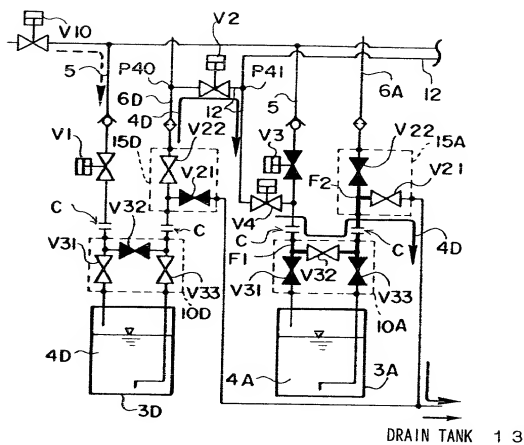 V2
V10
P40
P41
5
6D
4D
12
5
6A
12
V1
15D
V22
V3
V22
15A
V21
V21
F2
V4
C
V32
C
C
F1
C
4D
V31
V33
V32
V31
V33
10D
10A
4D
4A
3A
3D
DRAIN TANK 13